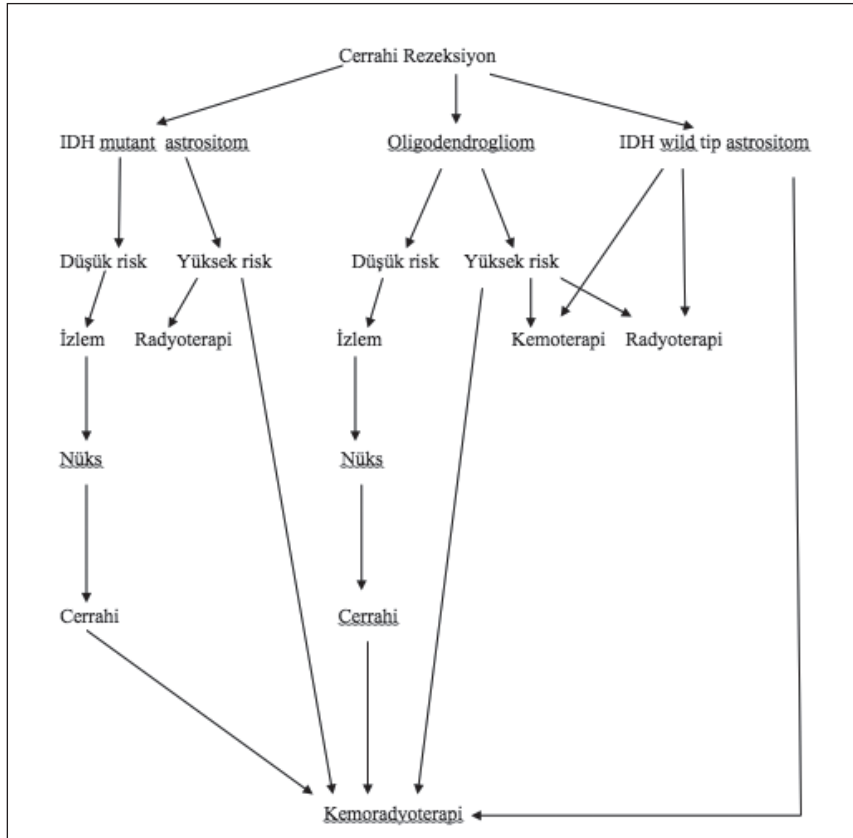 Cerrahi Rezeksiyon
IDH mutant astrositom Oligodendrogliom IDH wild tip astrositom
Düşük risk Yüksek risk Düşük risk Yüksek risk
İzlem Radyoterapi İzlem Kemoterapi Radyoterapi
Nüks Nüks
Cerrahi Cerrahi
Kemoradyoterapi